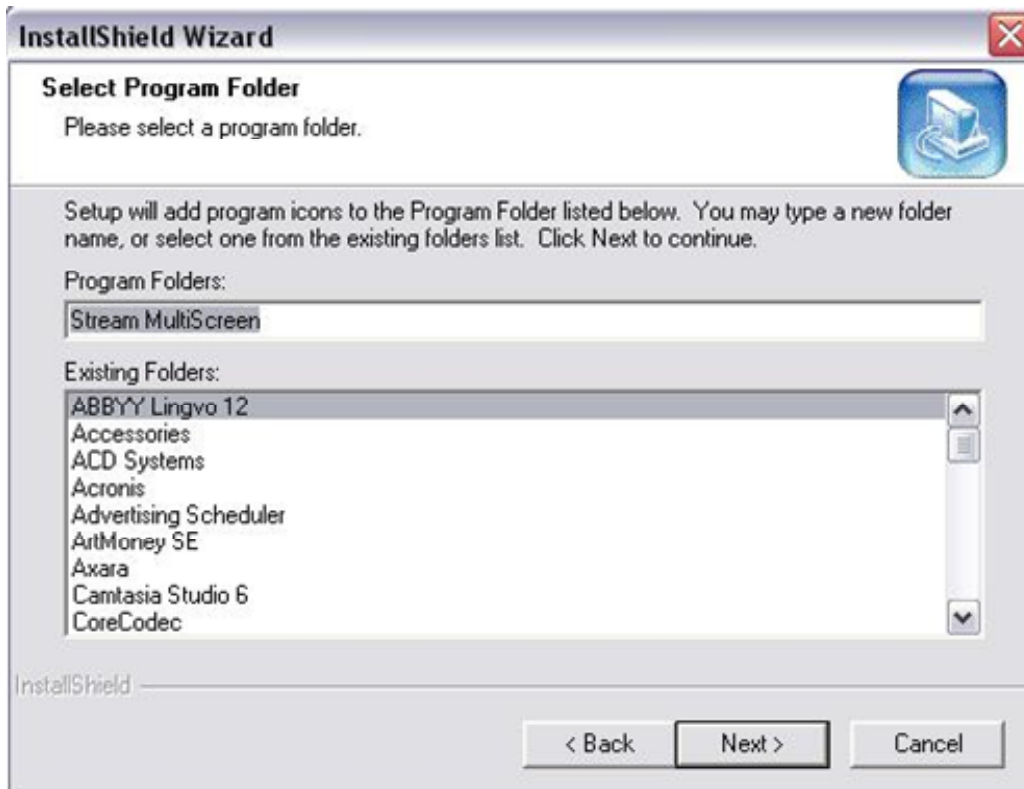 InstallShield Wizard
Select Program Folder
Please select a program folder.
Setup will add program icons to the Program Folder listed below. You may type a new folder
name, or select one from the existing folders list. Click Next to continue.
Program Folders:
Stream MultiScreen
Existing Folders:
ABBYY Lingvo 12
Accessories
ACD Systems
Acronis
Advertising Scheduler
ArtMoney SE
Axara
Camtasia Studio 6
CoreCodec
InstallShield
< Back Next > Cancel